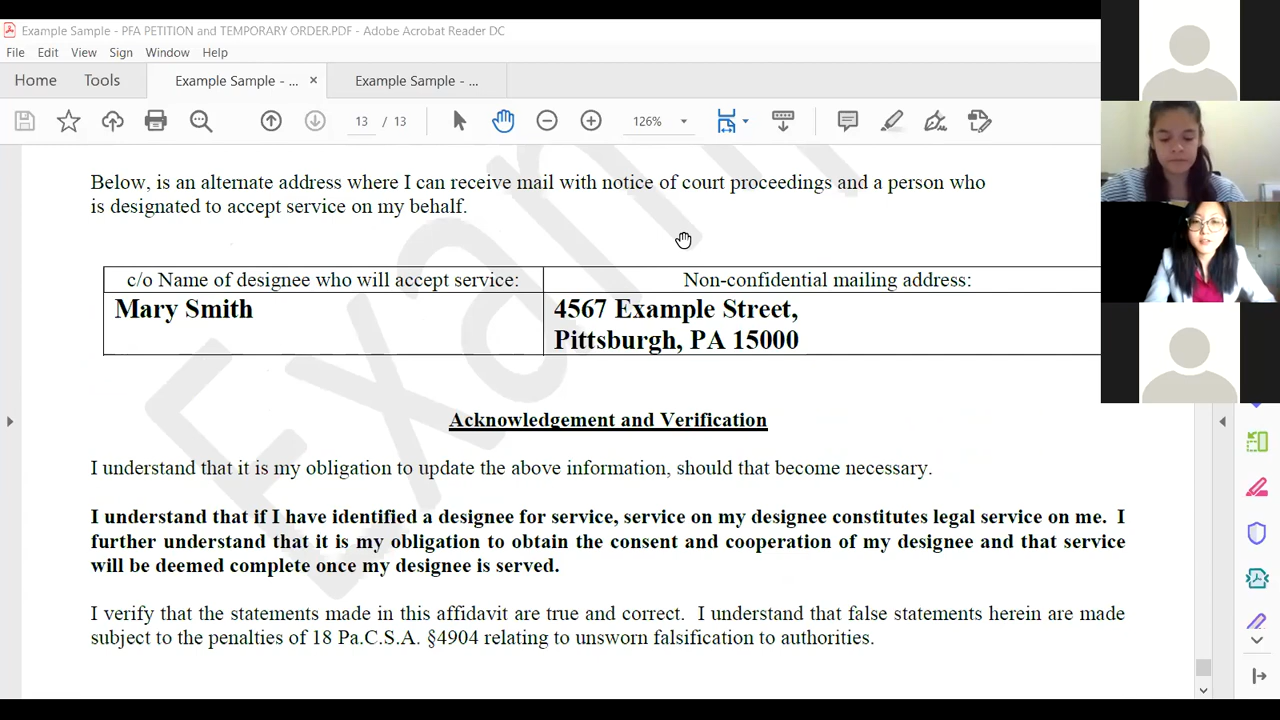 Example Sample - PFA PETITION and TEMPORARY ORDER.PDF - Adobe Acrobat Reader DC
File Edit View Sign Window Help
Home Tools Example Sample - ... × Example Sample - ...
13 / 13 126%
Below, is an alternate address where I can receive mail with notice of court proceedings and a person who
is designated to accept service on my behalf.
c/o Name of designee who will accept service: Non-confidential mailing address:
Mary Smith 4567 Example Street,
Pittsburgh, PA 15000
Acknowledgement and Verification
I understand that it is my obligation to update the above information, should that become necessary.
I understand that if I have identified a designee for service, service on my designee constitutes legal service on me. I
further understand that it is my obligation to obtain the consent and cooperation of my designee and that service
will be deemed complete once my designee is served.
I verify that the statements made in this affidavit are true and correct. I understand that false statements herein are made
subject to the penalties of 18 Pa.C.S.A. §4904 relating to unsworn falsification to authorities.
Exam